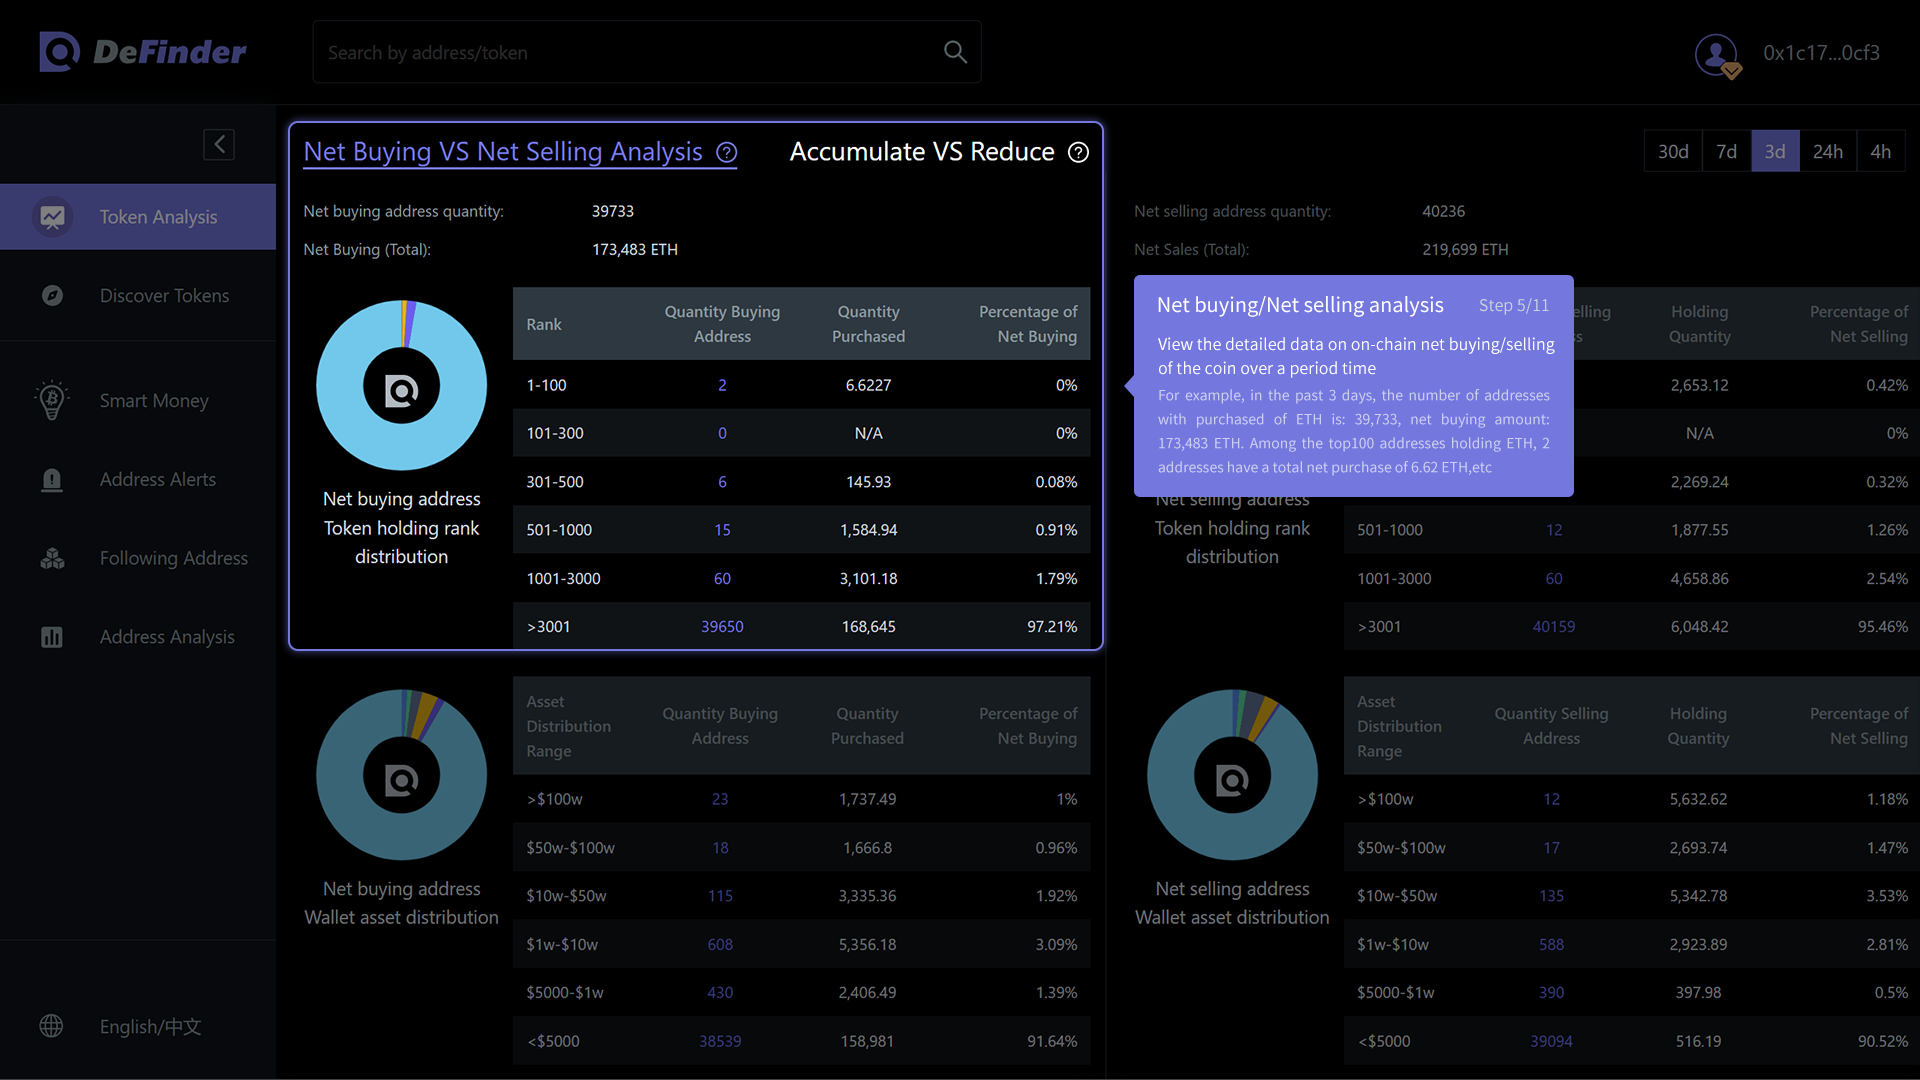 DeFinder
Search by address/token
0x1c17...0cf3
Token Analysis
Discover Tokens
Smart Money
Address Alerts
Following Address
Address Analysis
English/中文
Net Buying VS Net Selling Analysis ?
Accumulate VS Reduce ?
30d 7d 3d 24h 4h
Net buying address quantity: 39733
Net Buying (Total): 173,483 ETH
Net selling address quantity: 40236
Net Sales (Total): 219,699 ETH
Net buying address
Token holding rank
distribution
Rank Quantity Buying Address Quantity Purchased Percentage of Net Buying
1-100 2 6.6227 0%
101-300 0 N/A 0%
301-500 6 145.93 0.08%
501-1000 15 1,584.94 0.91%
1001-3000 60 3,101.18 1.79%
>3001 39650 168,645 97.21%
Net buying/Net selling analysis Step 5/11
View the detailed data on on-chain net buying/selling
of the coin over a period time
For example, in the past 3 days, the number of addresses
with purchased of ETH is: 39,733, net buying amount:
173,483 ETH. Among the top100 addresses holding ETH, 2
addresses have a total net purchase of 6.62 ETH,etc
Net selling address
Token holding rank
distribution
Holding Quantity Percentage of Net Selling
2,653.12 0.42%
N/A 0%
2,269.24 0.32%
501-1000 12 1,877.55 1.26%
1001-3000 60 4,658.86 2.54%
>3001 40159 6,048.42 95.46%
Net buying address
Wallet asset distribution
Asset Distribution Range Quantity Buying Address Quantity Purchased Percentage of Net Buying
>$100w 23 1,737.49 1%
$50w-$100w 18 1,666.8 0.96%
$10w-$50w 115 3,335.36 1.92%
$1w-$10w 608 5,356.18 3.09%
$5000-$1w 430 2,406.49 1.39%
<$5000 38539 158,981 91.64%
Net selling address
Wallet asset distribution
Asset Distribution Range Quantity Selling Address Holding Quantity Percentage of Net Selling
>$100w 12 5,632.62 1.18%
$50w-$100w 17 2,693.74 1.47%
$10w-$50w 135 5,342.78 3.53%
$1w-$10w 588 2,923.89 2.81%
$5000-$1w 390 397.98 0.5%
<$5000 39094 516.19 90.52%